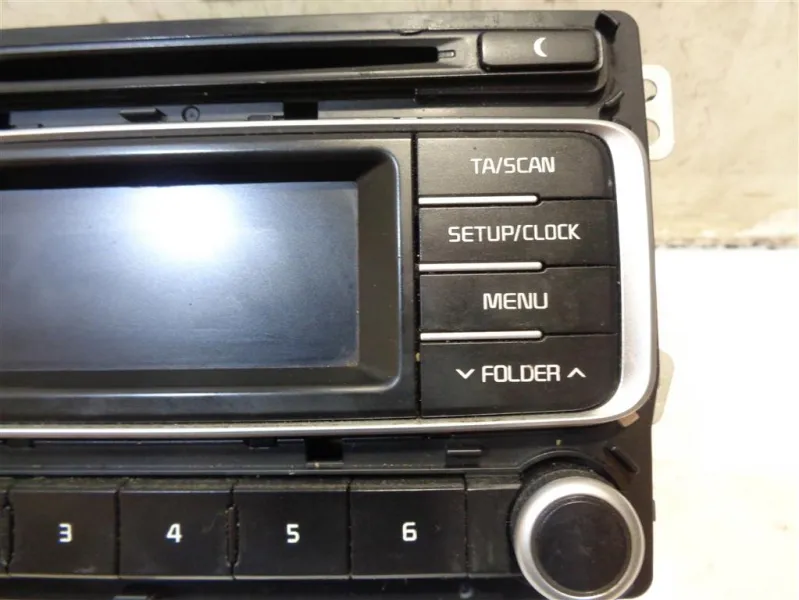 TA/SCAN
SETUP/CLOCK
MENU
FOLDER
3 4 5 6